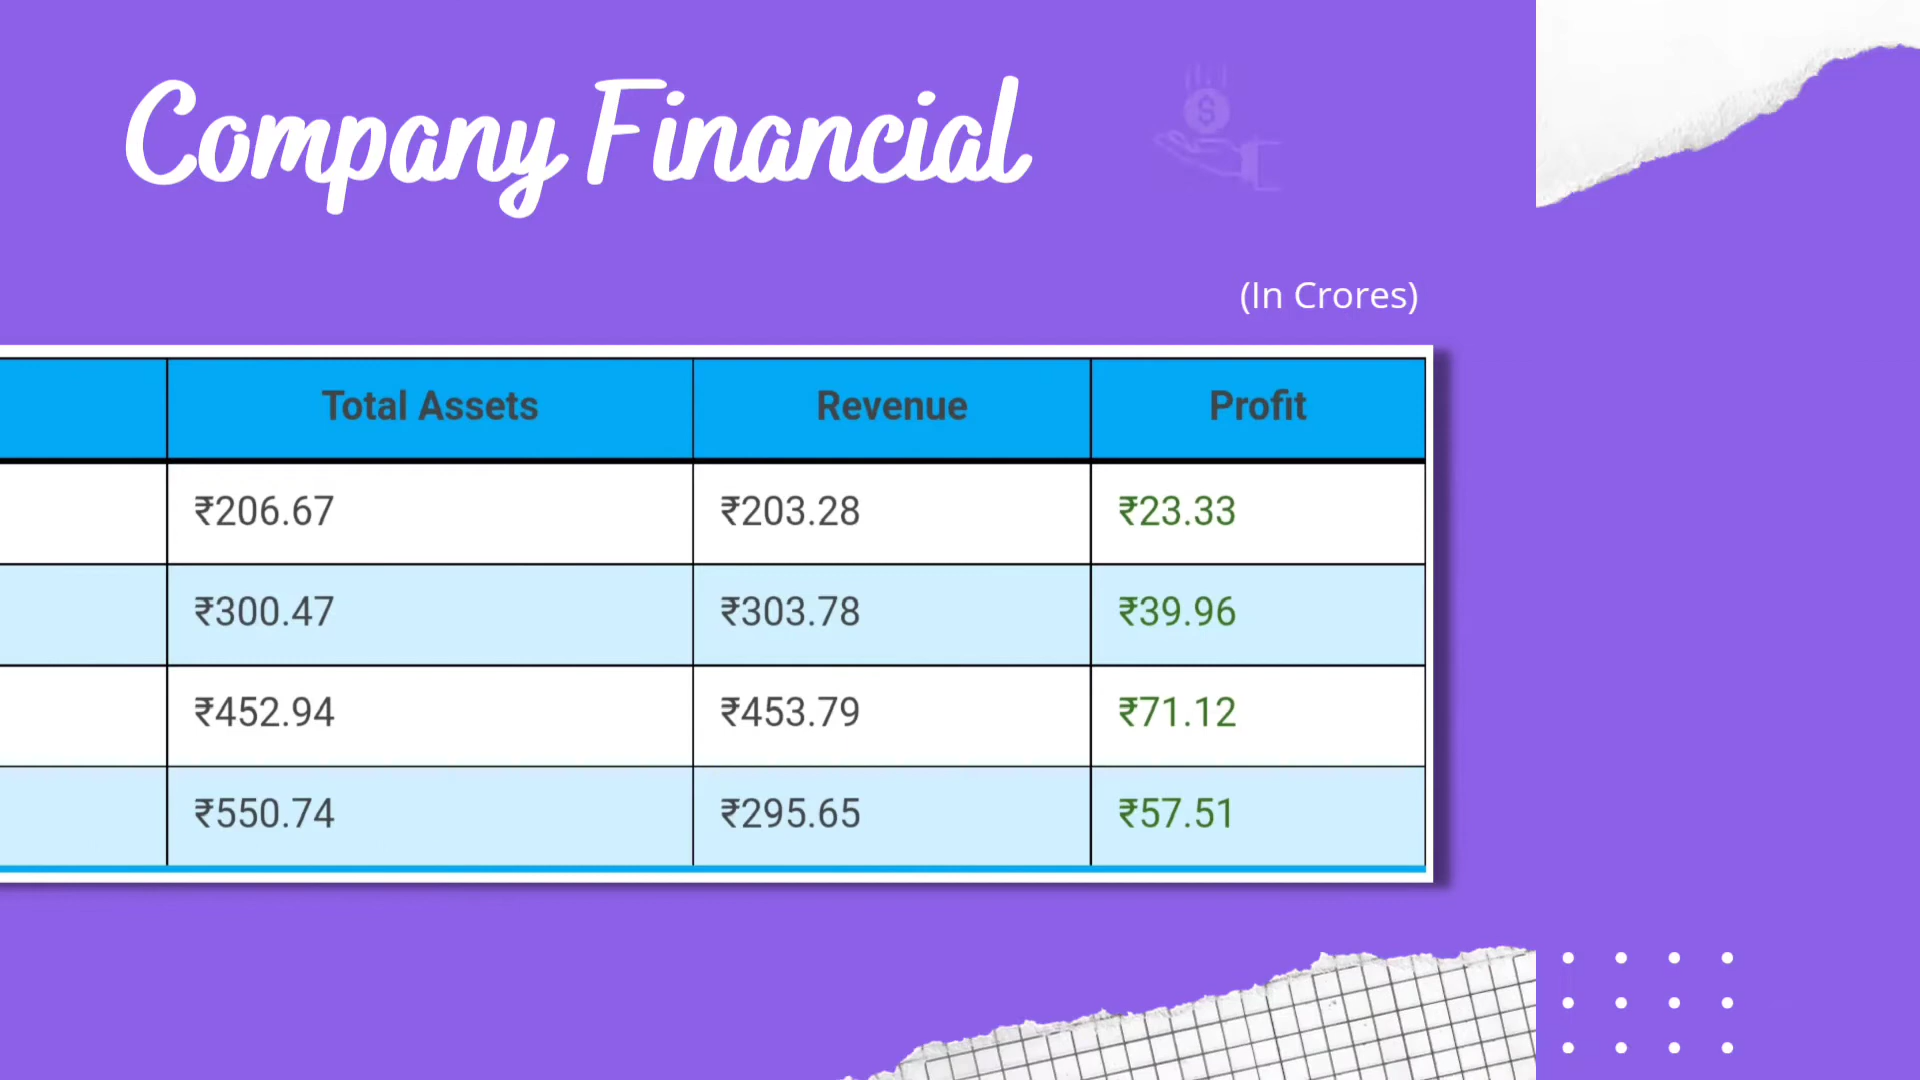 Company Financial
$
(In Crores)
Total Assets Revenue Profit
₹206.67 ₹203.28 ₹23.33
₹300.47 ₹303.78 ₹39.96
₹452.94 ₹453.79 ₹71.12
₹550.74 ₹295.65 ₹57.51